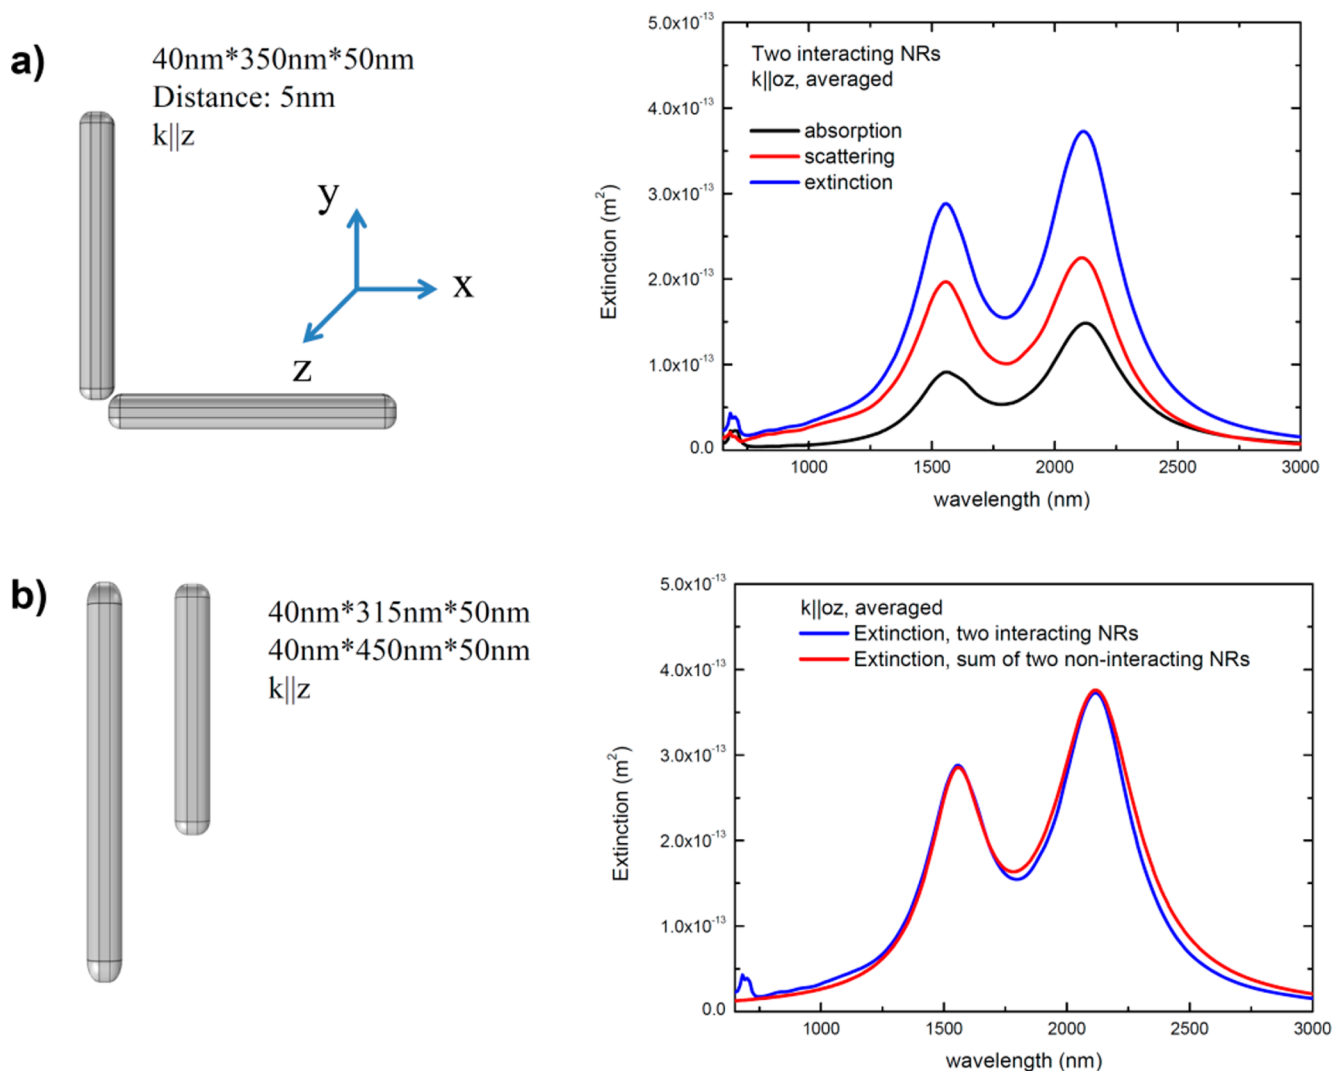 a)
40nm*350nm*50nm
Distance: 5nm
k||z
y
x
z
5.0x10⁻¹³
4.0x10⁻¹³
3.0x10⁻¹³
2.0x10⁻¹³
1.0x10⁻¹³
0.0
Extinction (m²)
Two interacting NRs
k||oz, averaged
absorption
scattering
extinction
1000 1500 2000 2500 3000
wavelength (nm)
b)
40nm*315nm*50nm
40nm*450nm*50nm
k||z
5.0x10⁻¹³
4.0x10⁻¹³
3.0x10⁻¹³
2.0x10⁻¹³
1.0x10⁻¹³
0.0
Extinction (m²)
k||oz, averaged
Extinction, two interacting NRs
Extinction, sum of two non-interacting NRs
1000 1500 2000 2500 3000
wavelength (nm)